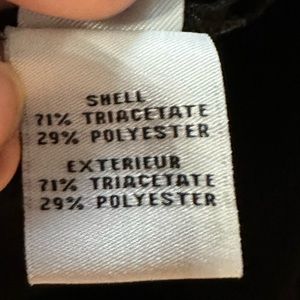 SHELL
71% TRIACETATE
29% POLYESTER
EXTERIEUR
71% TRIACETATE
29% POLYESTER